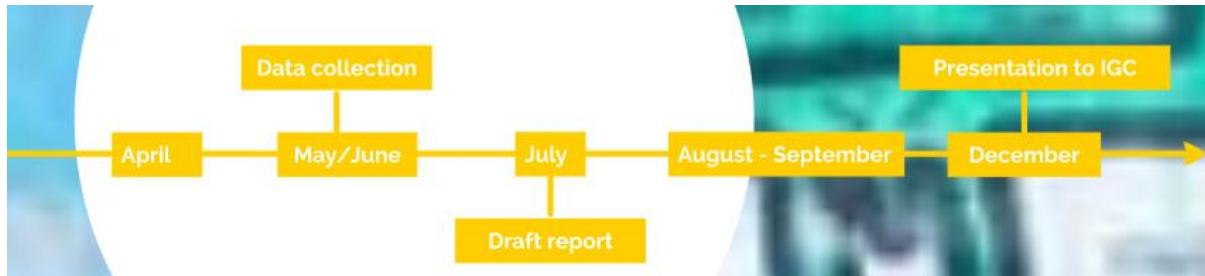 Data collection
Presentation to IGC
April
May/June
July
August - September
December
Draft report